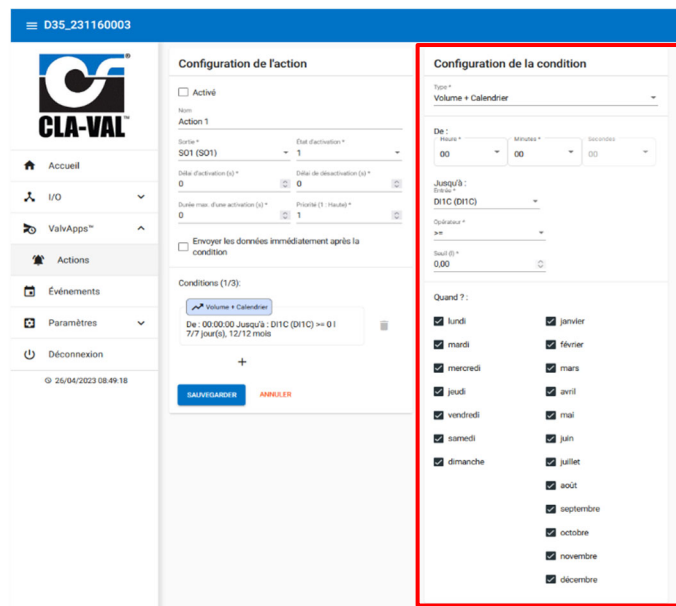 ≡ D35_231160003
CLA-VAL™
Accueil
I/O
ValvApps™
Actions
Événements
Paramètres
Déconnexion
26/04/2023 08:49:18
Configuration de l'action
Activé
Nom
Action 1
Sortie *
SO1 (SO1)
État d'activation *
1
Délai d'activation (s) *
0
Délai de désactivation (s) *
0
Durée max. d'une activation (s) *
0
Priorité (1 : Haute) *
1
Envoyer les données immédiatement après la
condition
Conditions (1/3):
Volume + Calendrier
De : 00:00:00 Jusqu'à : DI1C (DI1C) >= 0 l
7/7 jour(s), 12/12 mois
+
SAUVEGARDER
ANNULER
Configuration de la condition
Type *
Volume + Calendrier
De :
Heure *
00
Minutes *
00
Secondes
00
Jusqu'à :
Entrée *
DI1C (DI1C)
Opérateur *
>=
Seuil (l) *
0,00
Quand ? :
lundi
mardi
mercredi
jeudi
vendredi
samedi
dimanche
janvier
février
mars
avril
mai
juin
juillet
août
septembre
octobre
novembre
décembre